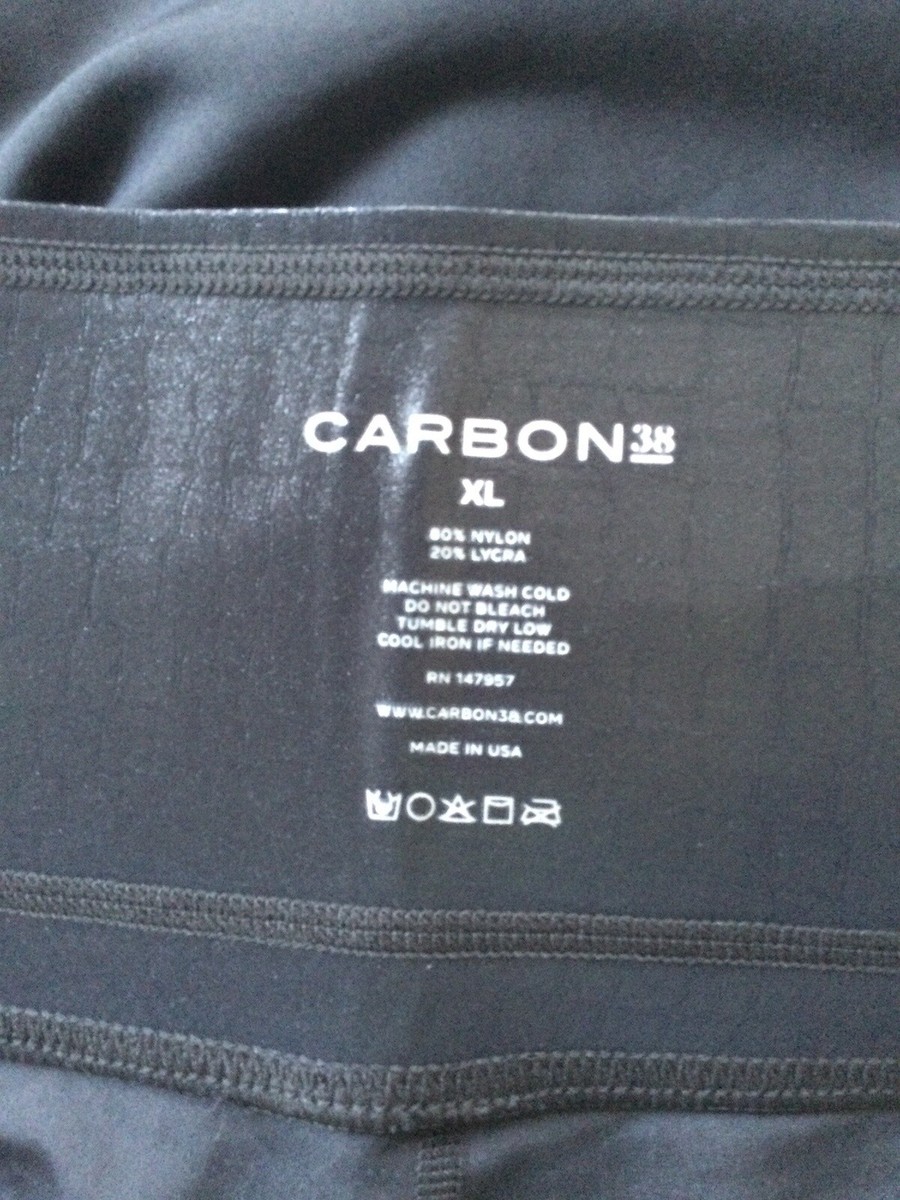 CARBON38
XL
80% NYLON
20% LYCRA
MACHINE WASH COLD
DO NOT BLEACH
TUMBLE DRY LOW
COOL IRON IF NEEDED
RN 147957
WWW.CARBON38.COM
MADE IN USA